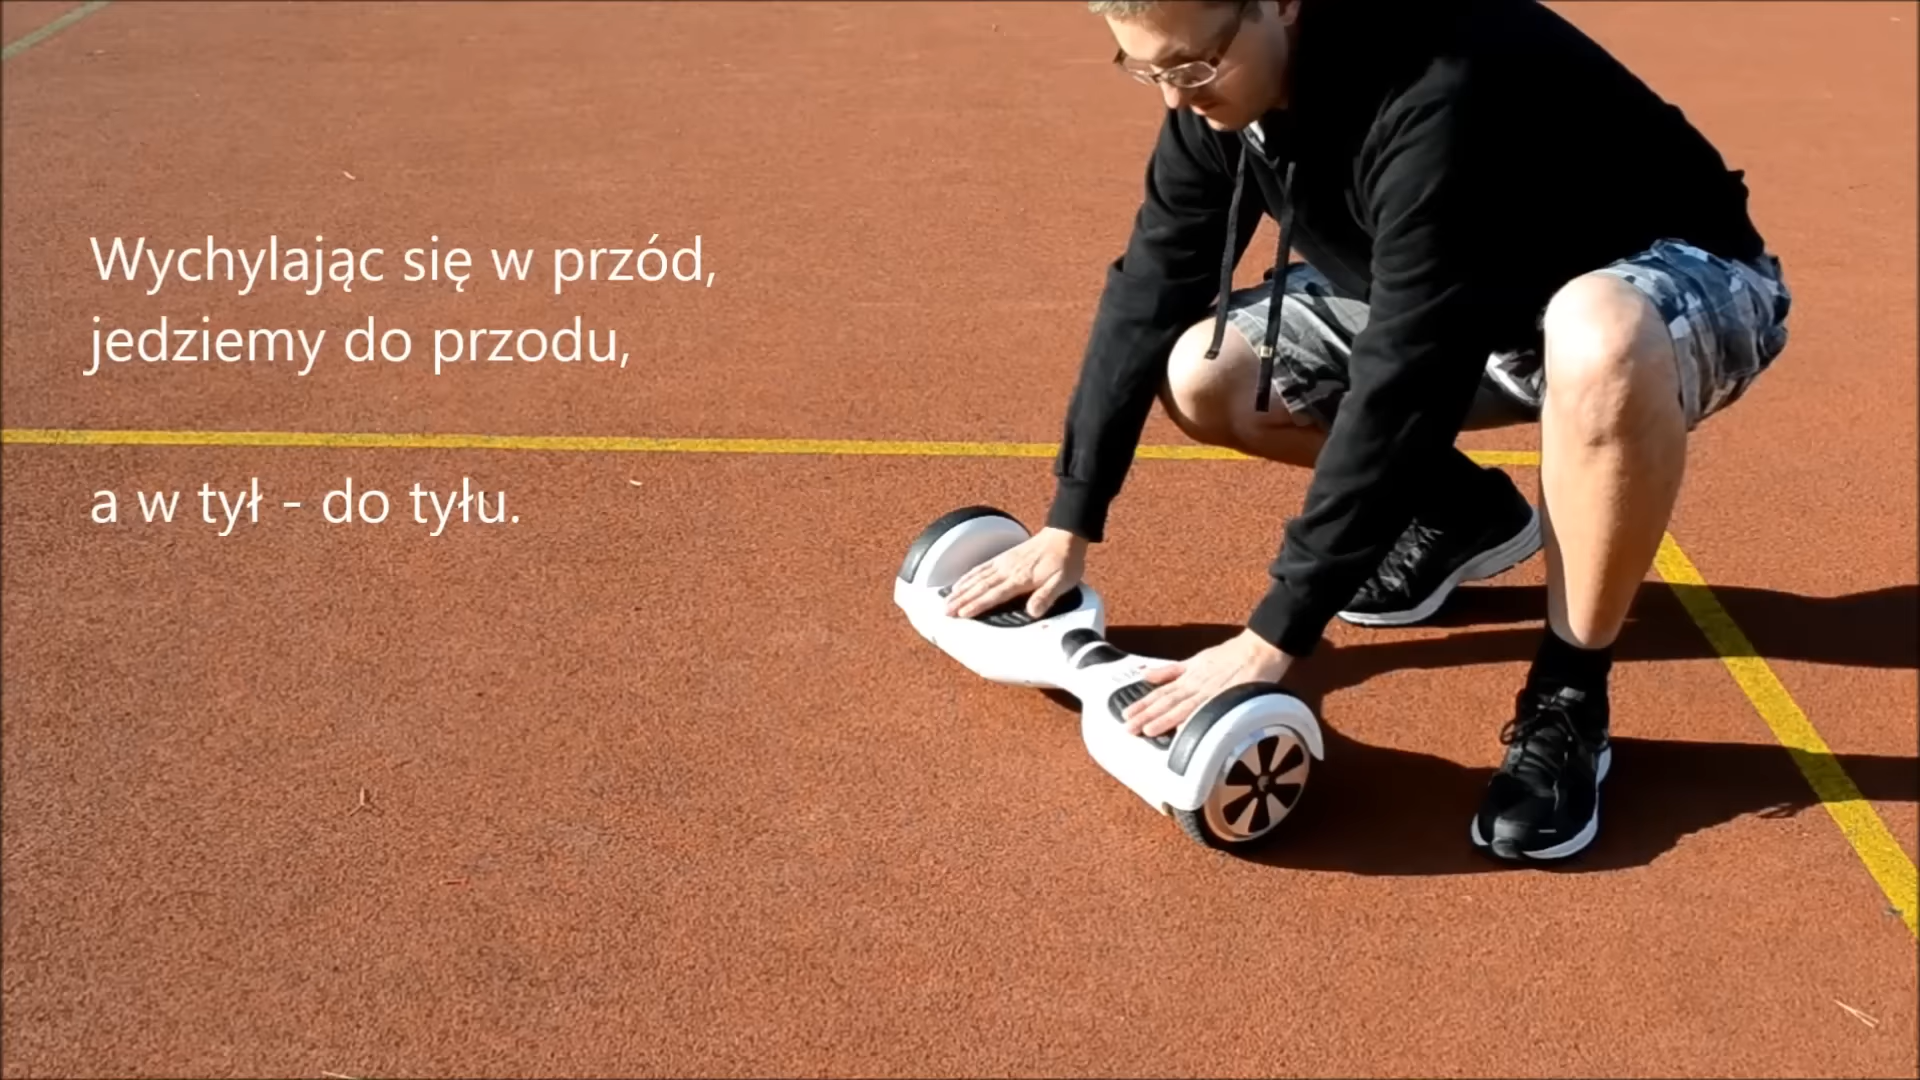 Wychylając się w przód,
jedziemy do przodu,
a w tył - do tyłu.